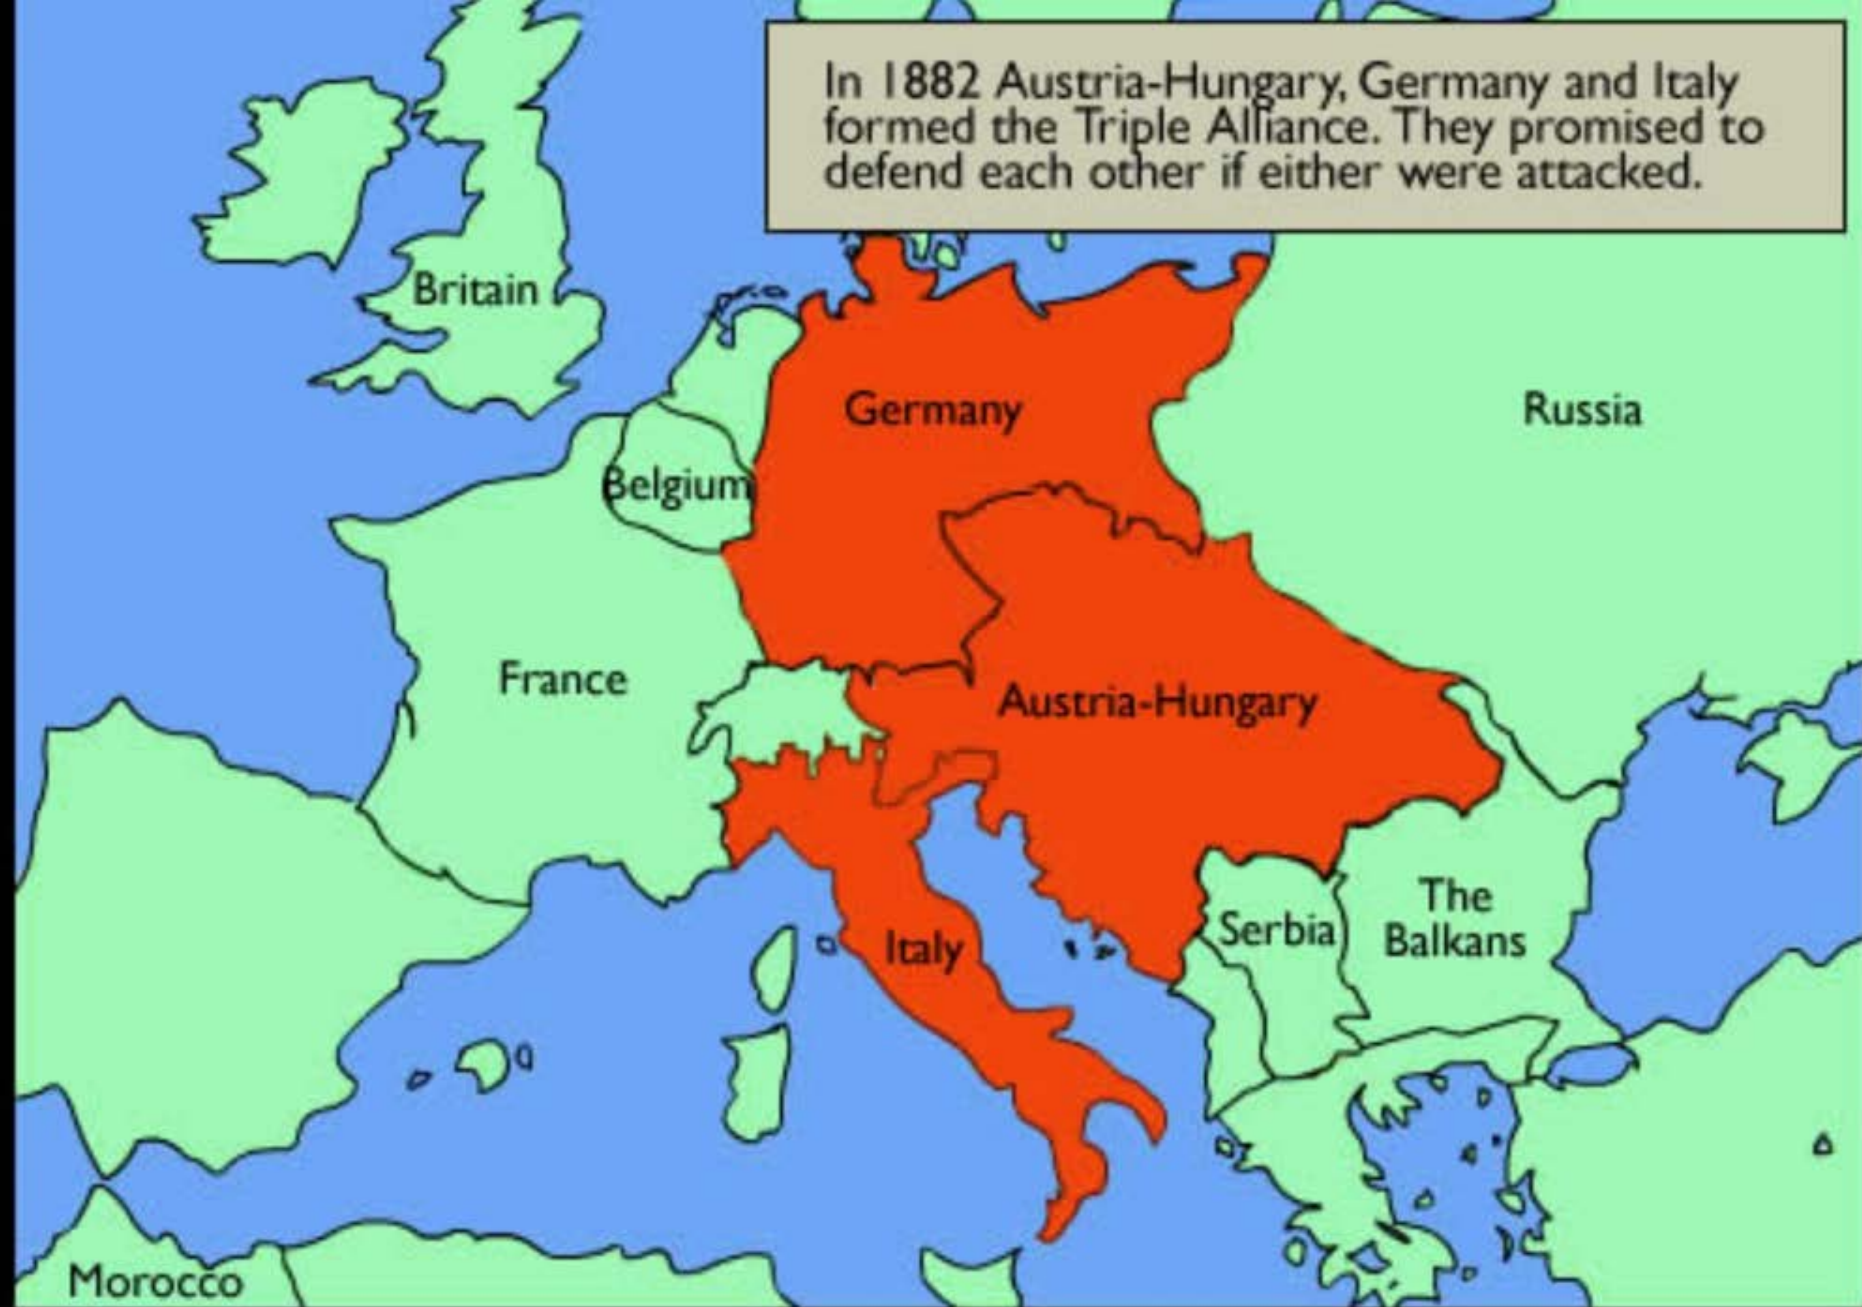 In 1882 Austria-Hungary, Germany and Italy
formed the Triple Alliance. They promised to
defend each other if either were attacked.
Britain
Germany
Russia
Belgium
France
Austria-Hungary
The
Balkans
Serbia
Italy
Morocco